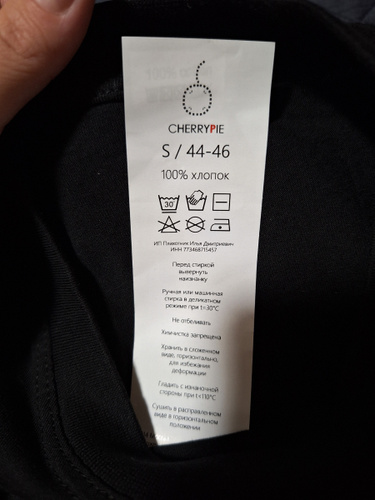 CHERRYPIE
S / 44-46
100% хлопок
30
ИП Плакотник Илья Дмитриевич
ИНН 773468715457
Перед стиркой
вывернуть
наизнанку
Ручная или машинная
стирка в деликатном
режиме при t=30°C
Не отбеливать
Химчистка запрещена
Хранить в сложенном
виде, горизонтально,
для избежания
деформации
Гладить с изнаночной
стороны при t<110°C
Сушить в расправленном
виде в горизонтальном
положении